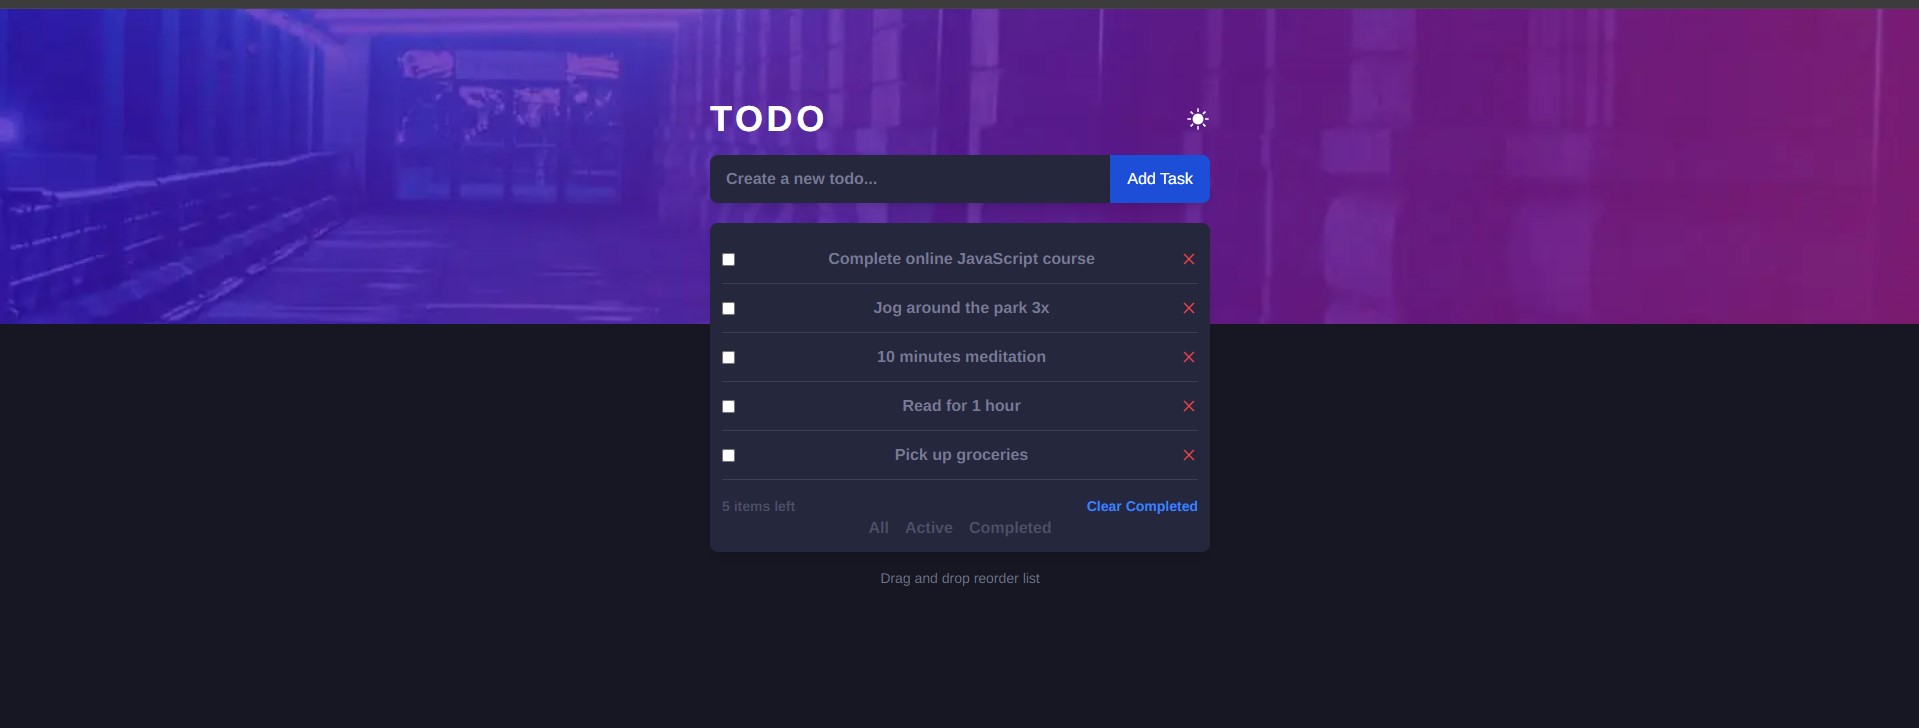 TODO
Create a new todo...
Add Task
Complete online JavaScript course
Jog around the park 3x
10 minutes meditation
Read for 1 hour
Pick up groceries
5 items left
Clear Completed
All Active Completed
Drag and drop reorder list